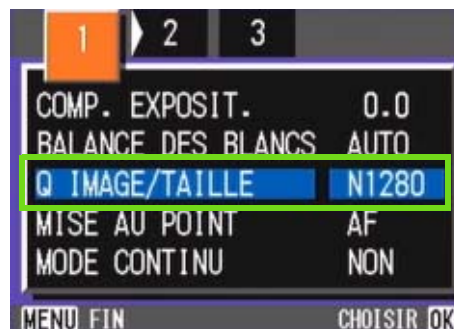 1 2 3
COMP. EXPOSIT. 0.0
BALANCE DES BLANCS AUTO
Q IMAGE/TAILLE N1280
MISE AU POINT AF
MODE CONTINU NON
MENU FIN CHOISIR OK